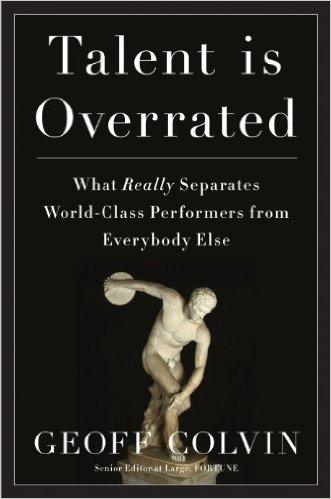 Talent is
Overrated
What Really Separates
World-Class Performers from
Everybody Else
GEOFF COLVIN
Senior Editor at Large, FORTUNE